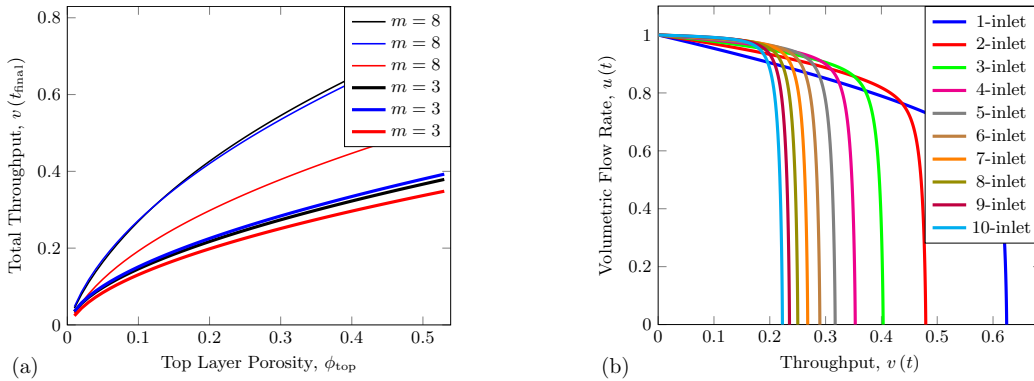 0.8
0.6
0.4
0.2
0
0
0.1
0.2
0.3
0.4
0.5
Total Throughput, v (t_final)
Top Layer Porosity, ϕ_top
m = 8
m = 8
m = 8
m = 3
m = 3
m = 3
(a)
1
0.8
0.6
0.4
0.2
0
0
0.1
0.2
0.3
0.4
0.5
0.6
Volumetric Flow Rate, u (t)
Throughput, v (t)
1-inlet
2-inlet
3-inlet
4-inlet
5-inlet
6-inlet
7-inlet
8-inlet
9-inlet
10-inlet
(b)